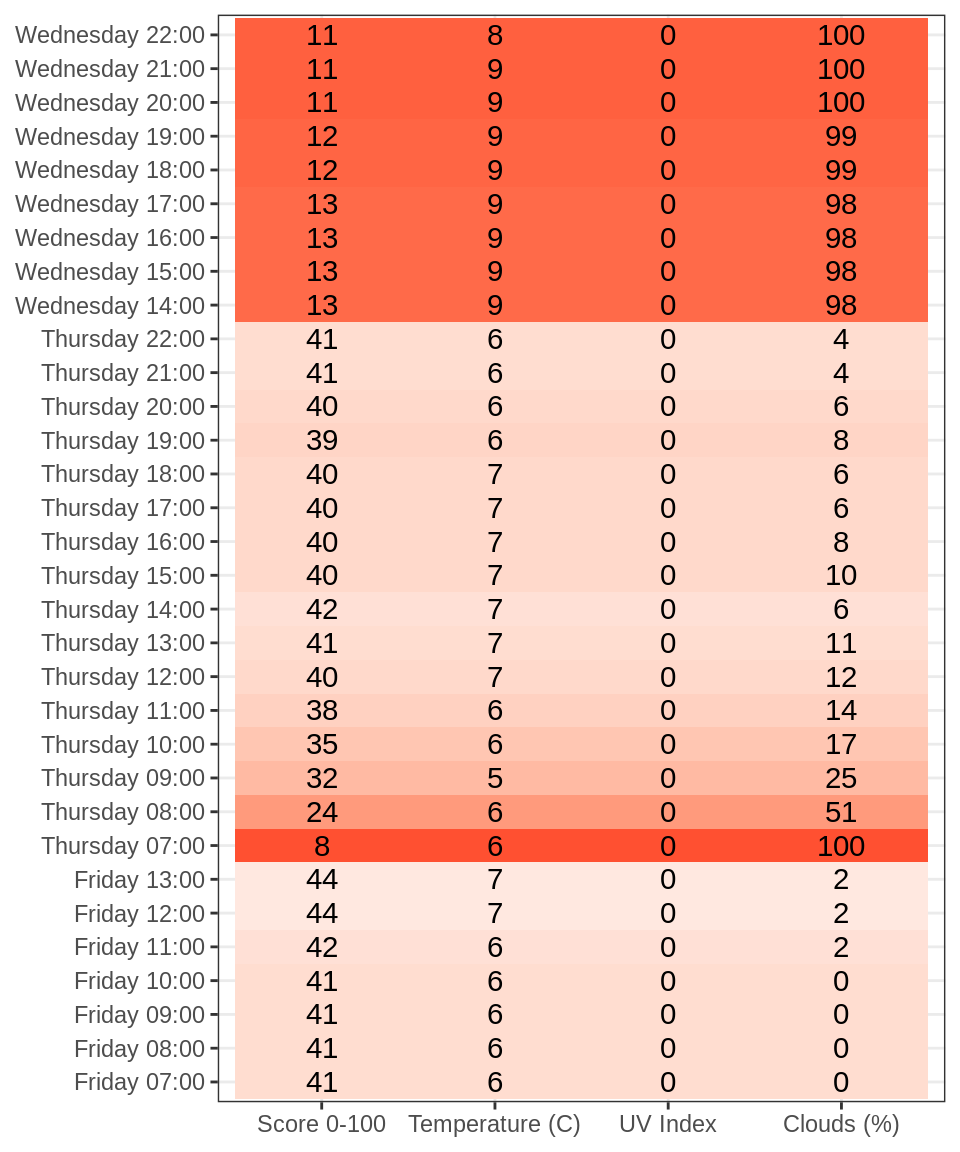 Wednesday 22:00 11 8 0 100
Wednesday 21:00 11 9 0 100
Wednesday 20:00 11 9 0 100
Wednesday 19:00 12 9 0 99
Wednesday 18:00 12 9 0 99
Wednesday 17:00 13 9 0 98
Wednesday 16:00 13 9 0 98
Wednesday 15:00 13 9 0 98
Wednesday 14:00 13 9 0 98
Thursday 22:00 41 6 0 4
Thursday 21:00 41 6 0 4
Thursday 20:00 40 6 0 6
Thursday 19:00 39 6 0 8
Thursday 18:00 40 7 0 6
Thursday 17:00 40 7 0 6
Thursday 16:00 40 7 0 8
Thursday 15:00 40 7 0 10
Thursday 14:00 42 7 0 6
Thursday 13:00 41 7 0 11
Thursday 12:00 40 7 0 12
Thursday 11:00 38 6 0 14
Thursday 10:00 35 6 0 17
Thursday 09:00 32 5 0 25
Thursday 08:00 24 6 0 51
Thursday 07:00 8 6 0 100
Friday 13:00 44 7 0 2
Friday 12:00 44 7 0 2
Friday 11:00 42 6 0 2
Friday 10:00 41 6 0 0
Friday 09:00 41 6 0 0
Friday 08:00 41 6 0 0
Friday 07:00 41 6 0 0
Score 0-100 Temperature (C) UV Index Clouds (%)